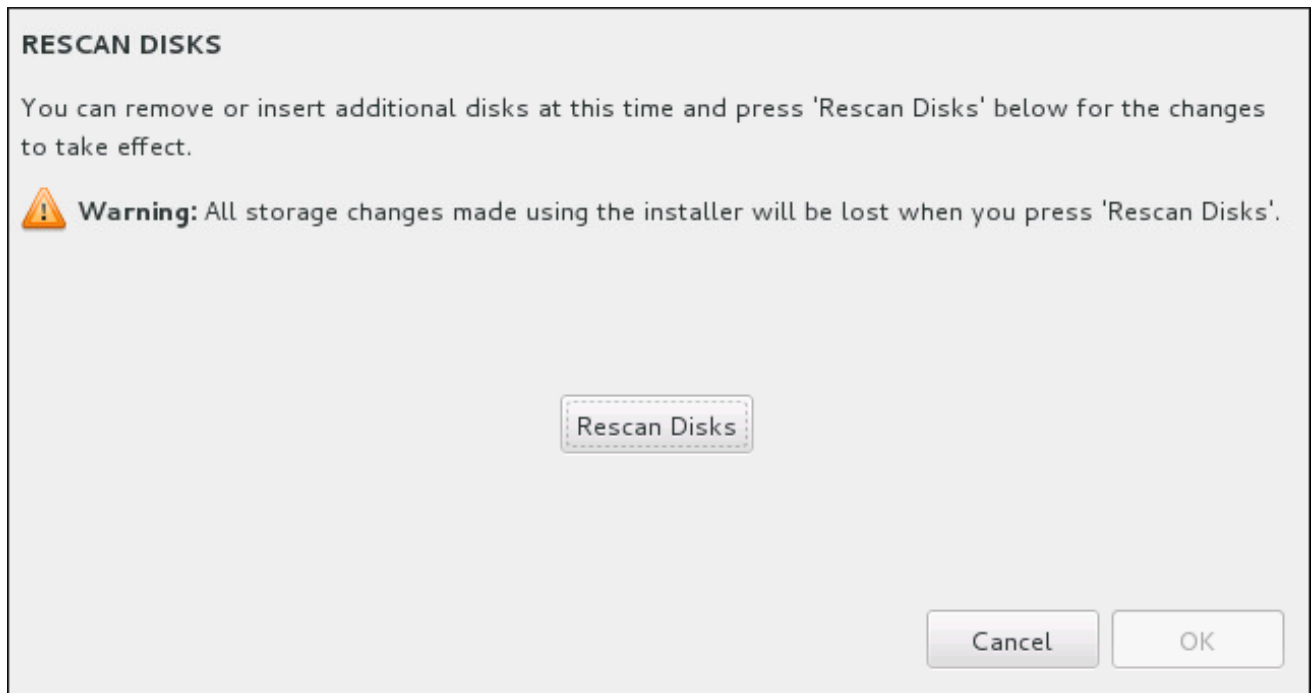 RESCAN DISKS
You can remove or insert additional disks at this time and press 'Rescan Disks' below for the changes
to take effect.
Warning: All storage changes made using the installer will be lost when you press 'Rescan Disks'.
Rescan Disks
Cancel
OK